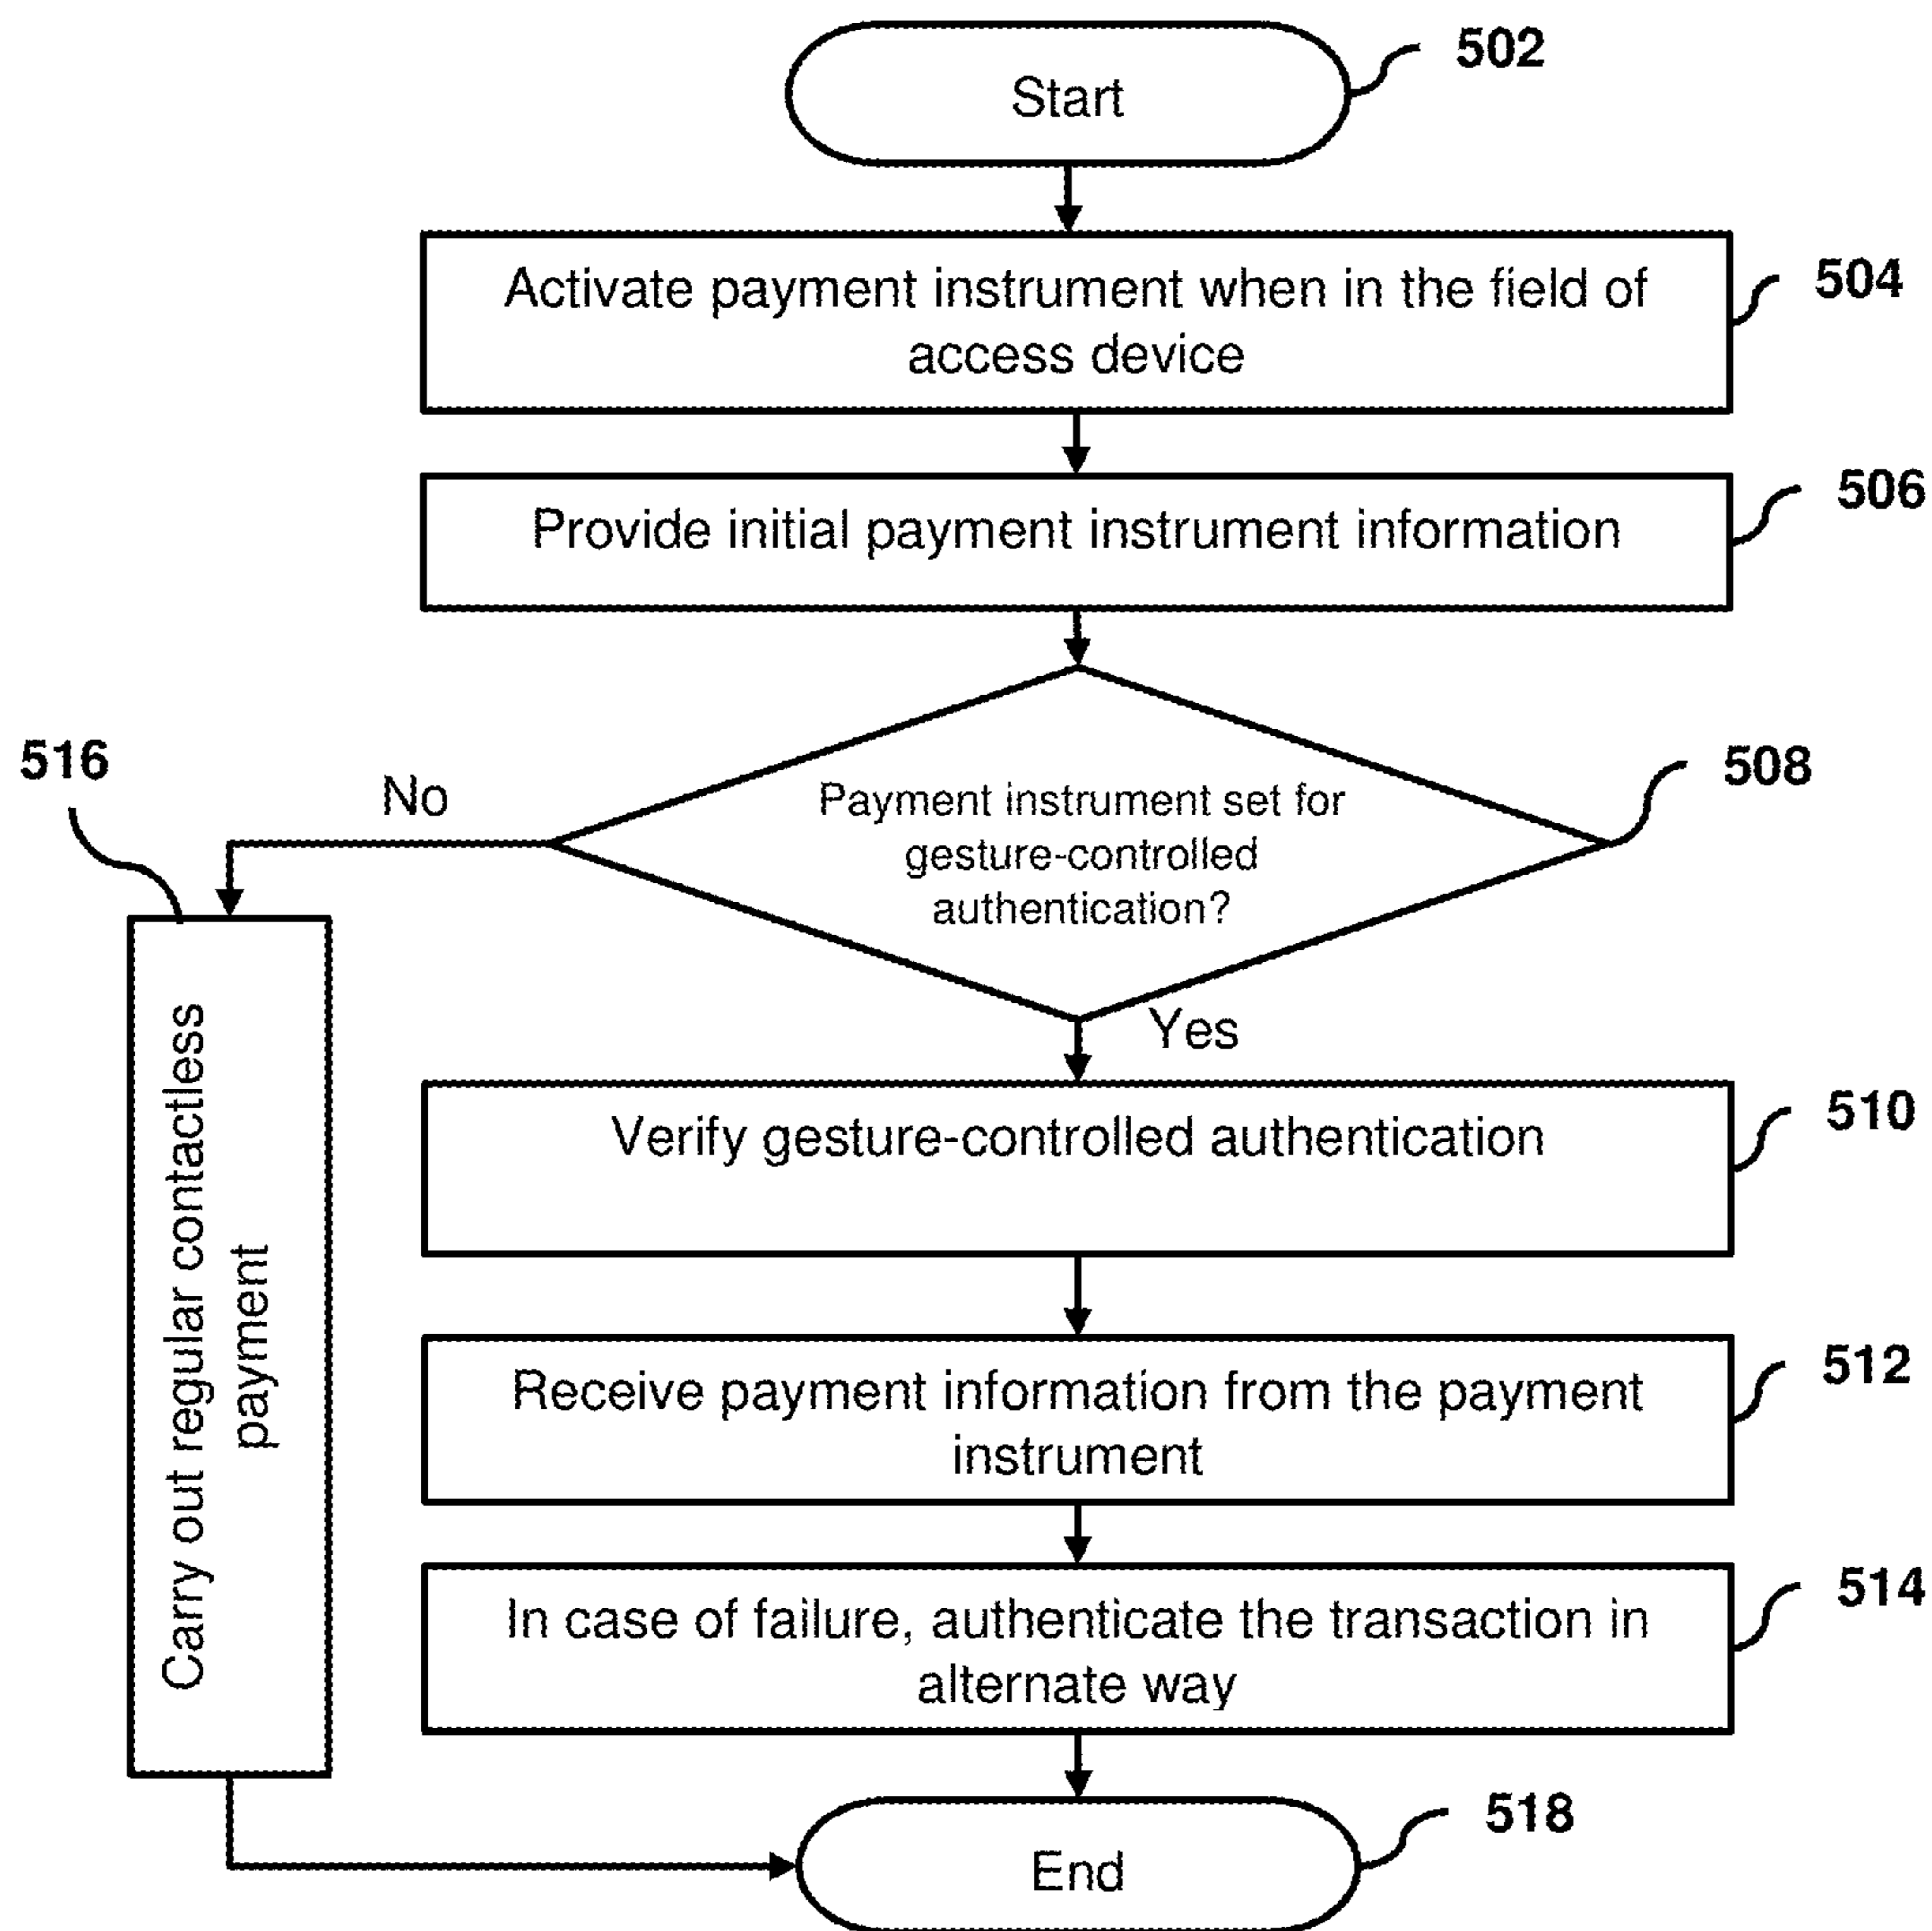 Start
502
Activate payment instrument when in the field of
access device
504
Provide initial payment instrument information
506
Payment instrument set for
gesture-controlled
authentication?
508
No
516
Yes
Carry out regular contactless
payment
Verify gesture-controlled authentication
510
Receive payment information from the payment
instrument
512
In case of failure, authenticate the transaction in
alternate way
514
End
518